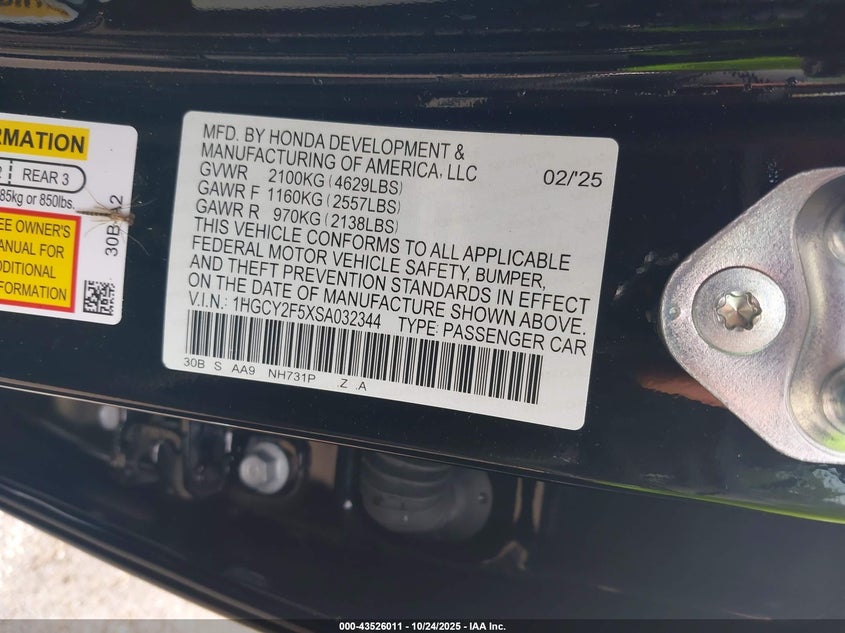 RMATION
REAR 3
85kg or 850lbs.
EE OWNER'S
ANUAL FOR
DDITIONAL
FORMATION
MFD. BY HONDA DEVELOPMENT &
MANUFACTURING OF AMERICA, LLC
02/'25
GVWR 2100KG (4629LBS)
GAWR F 1160KG (2557LBS)
GAWR R 970KG (2138LBS)
THIS VEHICLE CONFORMS TO ALL APPLICABLE
FEDERAL MOTOR VEHICLE SAFETY, BUMPER,
AND THEFT PREVENTION STANDARDS IN EFFECT
ON THE DATE OF MANUFACTURE SHOWN ABOVE.
V.I.N.: 1HGCY2F5XSA032344 TYPE: PASSENGER CAR
30B S AA9 NH731P .Z .A
000-43526011 - 10/24/2025 - IAA Inc.